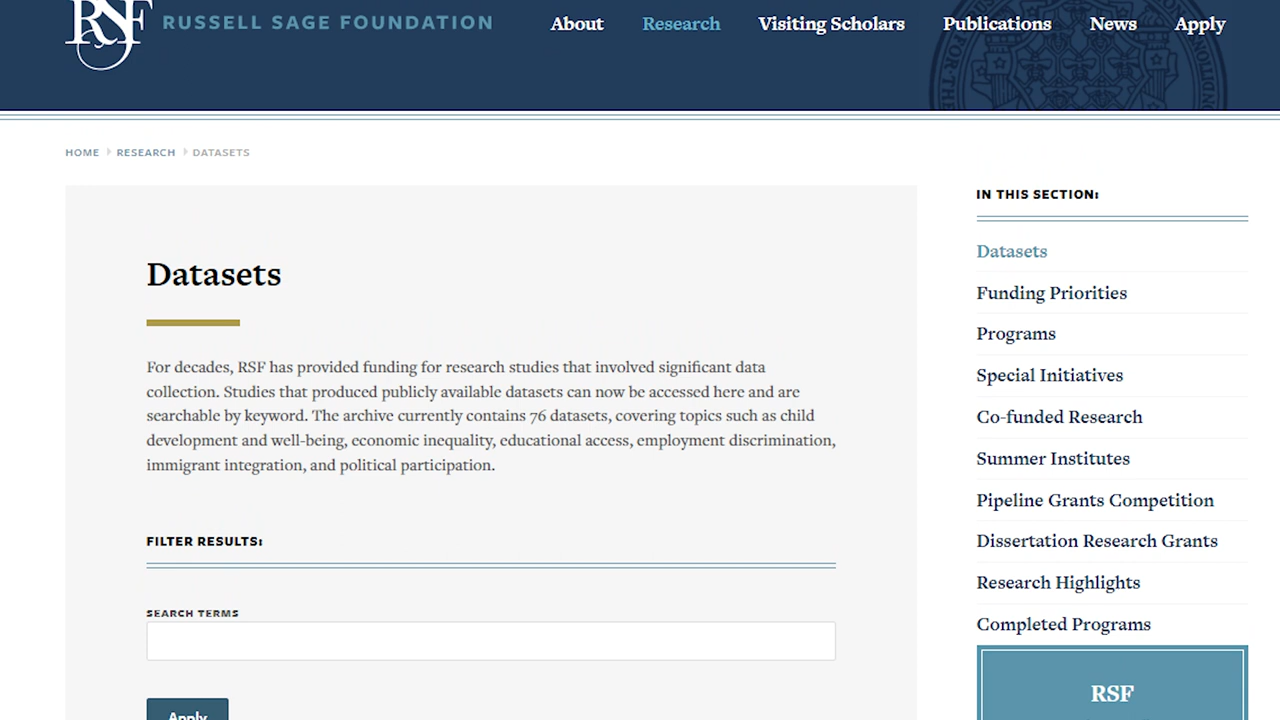 RSF RUSSELL SAGE FOUNDATION
About Research Visiting Scholars Publications News Apply
HOME RESEARCH DATASETS
Datasets
For decades, RSF has provided funding for research studies that involved significant data
collection. Studies that produced publicly available datasets can now be accessed here and are
searchable by keyword. The archive currently contains 76 datasets, covering topics such as child
development and well-being, economic inequality, educational access, employment discrimination,
immigrant integration, and political participation.
FILTER RESULTS:
SEARCH TERMS
Apply
IN THIS SECTION:
Datasets
Funding Priorities
Programs
Special Initiatives
Co-funded Research
Summer Institutes
Pipeline Grants Competition
Dissertation Research Grants
Research Highlights
Completed Programs
RSF